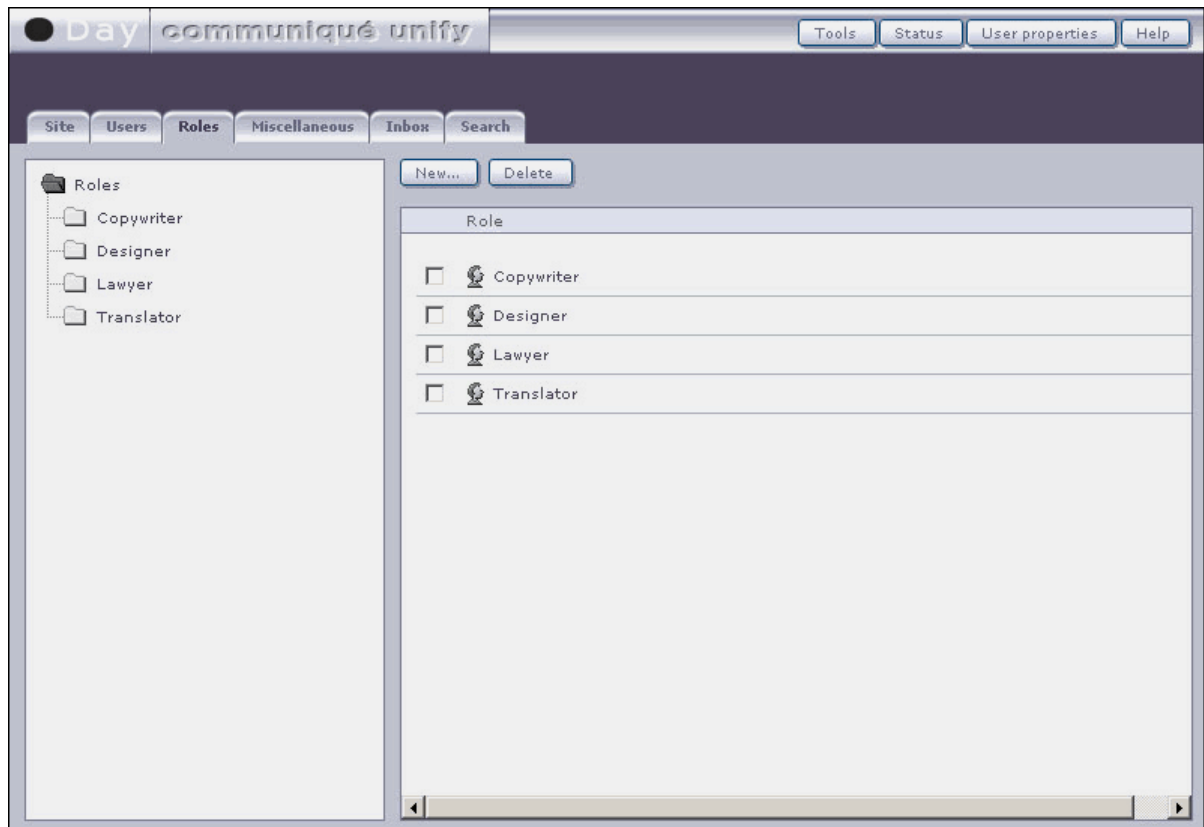 Day communiqué unify Tools Status User properties Help
Site Users Roles Miscellaneous Inbox Search
Roles
Copywriter
Designer
Lawyer
Translator
New... Delete
Role
Copywriter
Designer
Lawyer
Translator